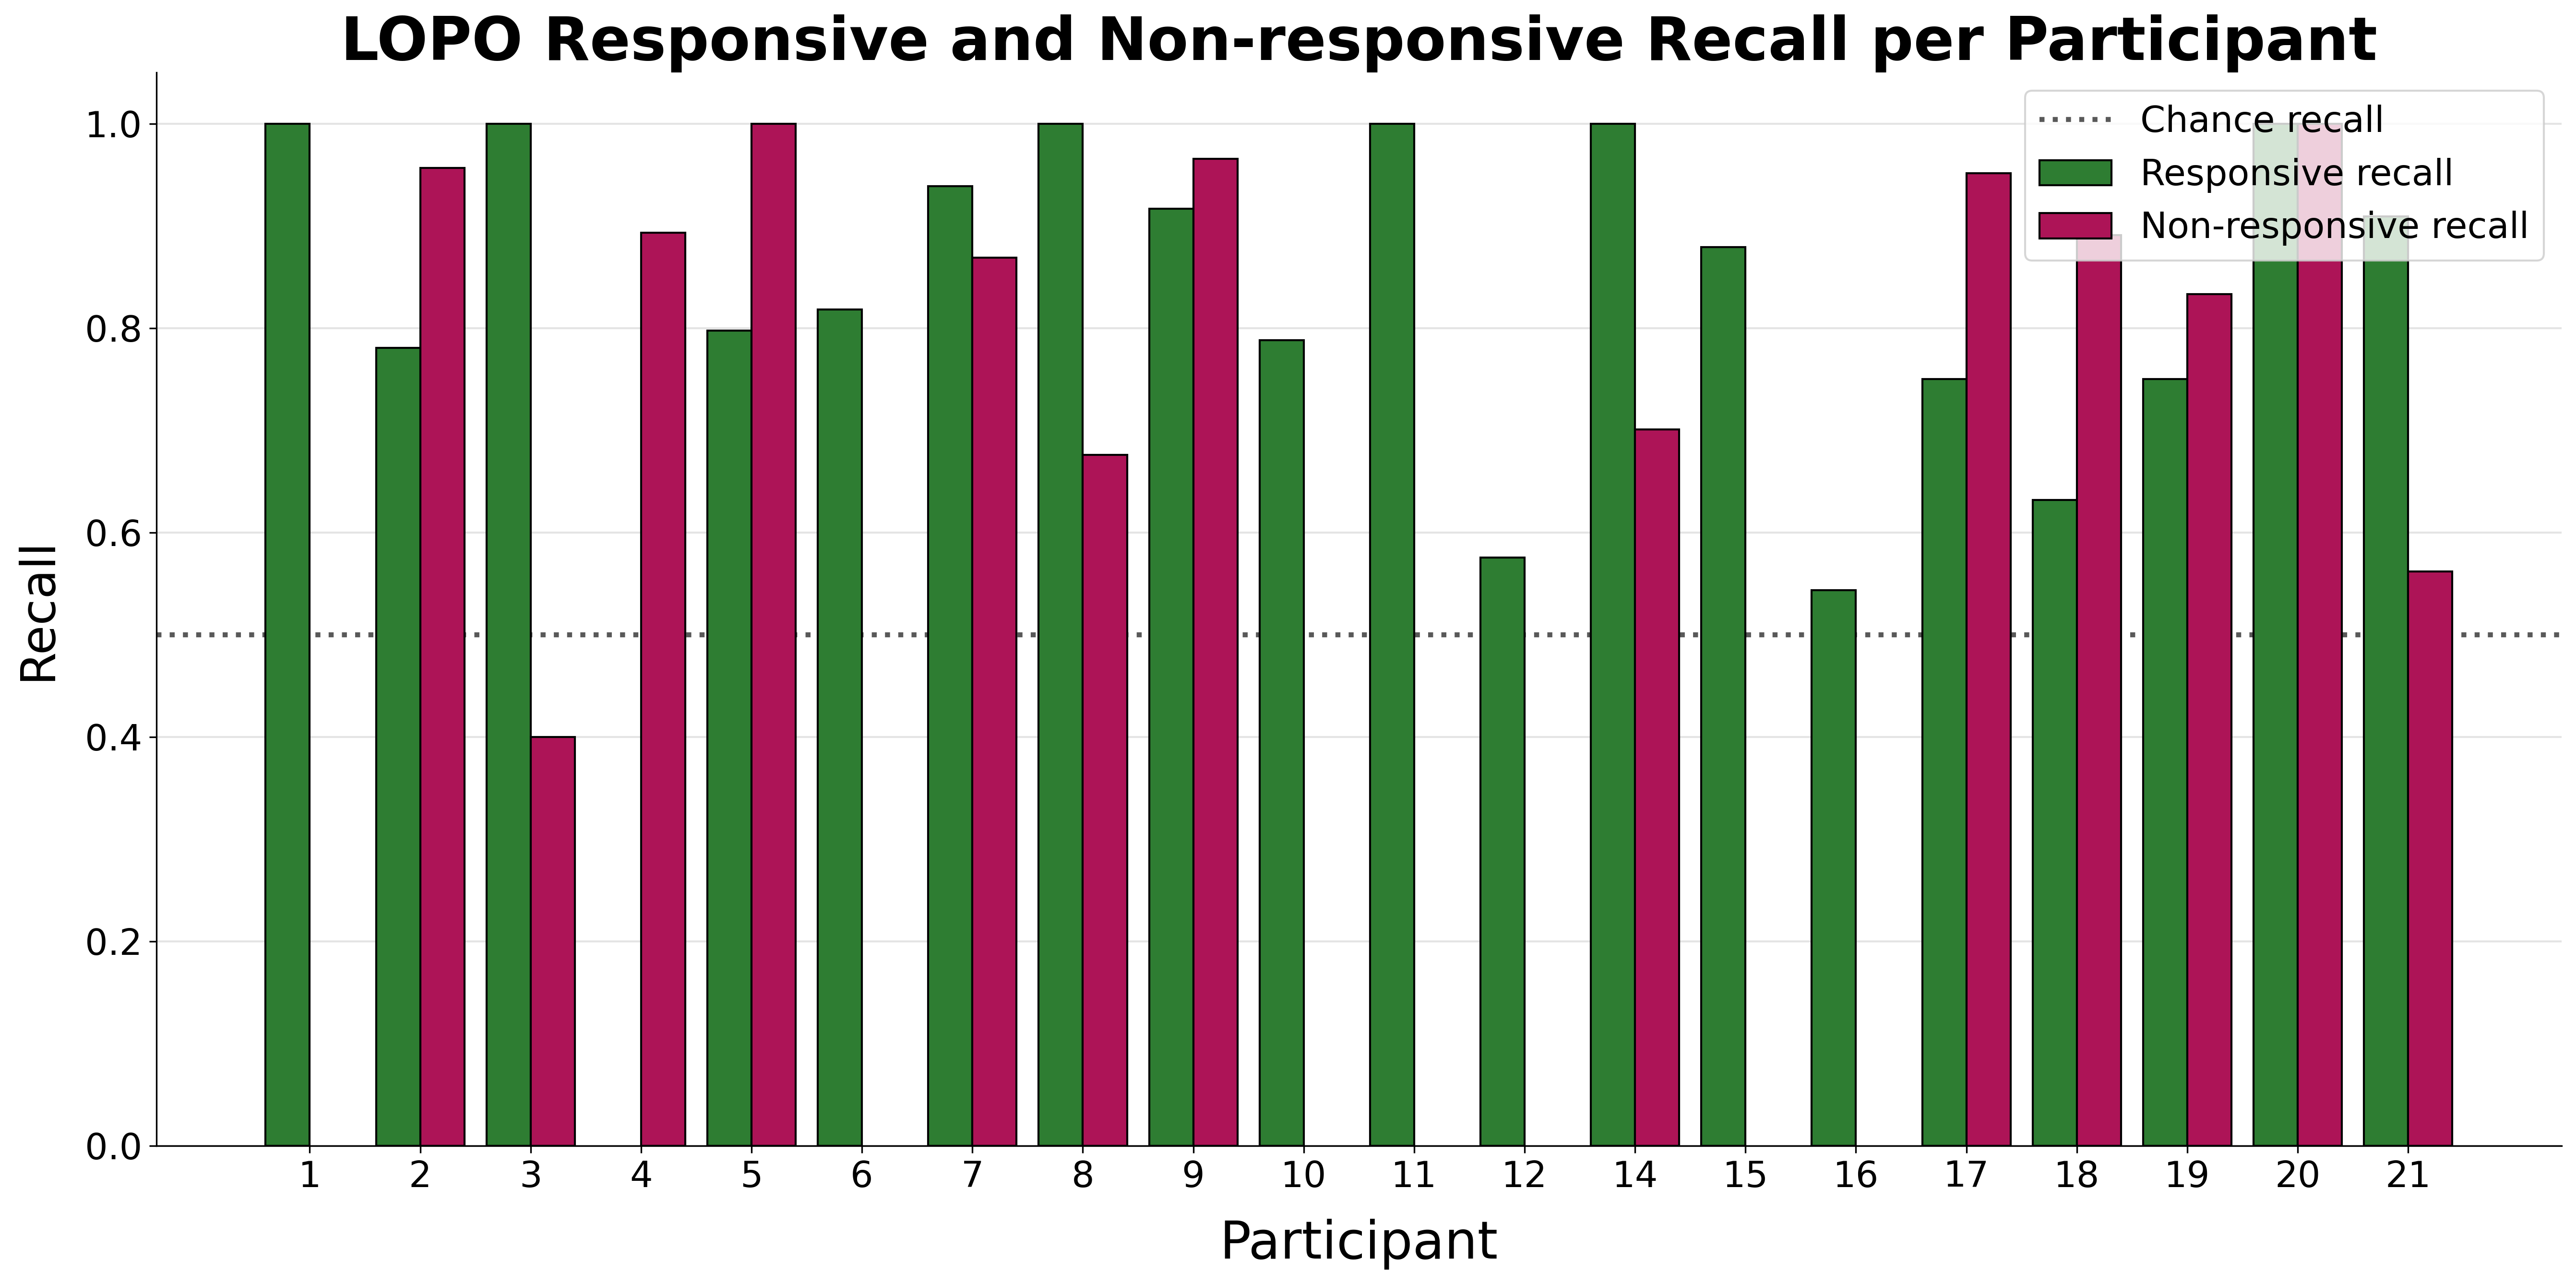 LOPO Responsive and Non-responsive Recall per Participant
Chance recall
Responsive recall
Non-responsive recall
1.0
0.8
0.6
0.4
0.2
0.0
Recall
1 2 3 4 5 6 7 8 9 10 11 12 14 15 16 17 18 19 20 21
Participant